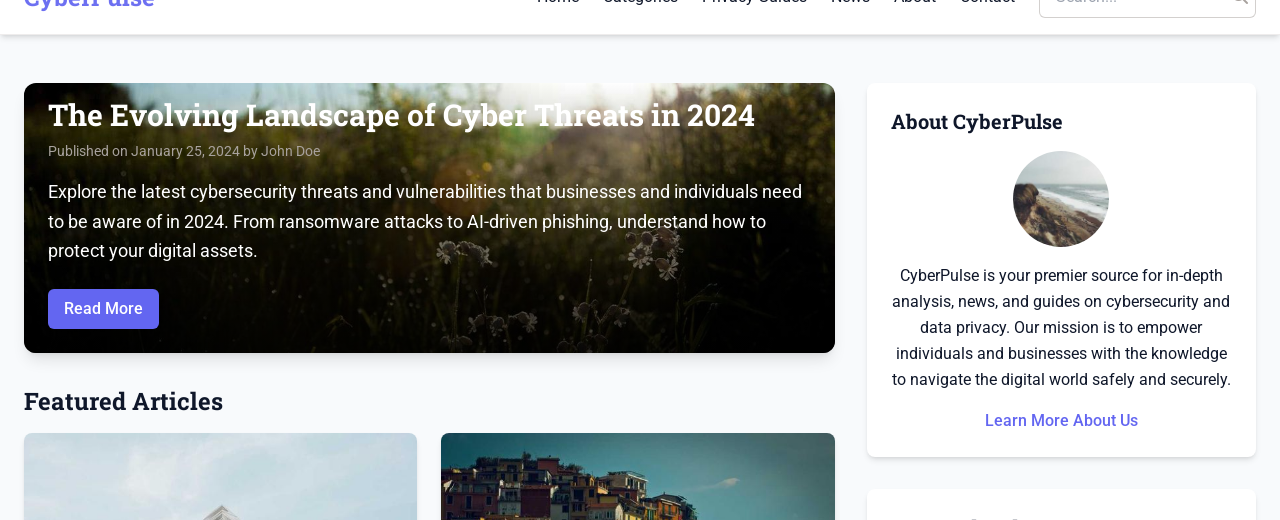 CyberPulse
Home Categories Privacy Guides News About Contact Search...
The Evolving Landscape of Cyber Threats in 2024
Published on January 25, 2024 by John Doe
Explore the latest cybersecurity threats and vulnerabilities that businesses and individuals need
to be aware of in 2024. From ransomware attacks to AI-driven phishing, understand how to
protect your digital assets.
Read More
Featured Articles
About CyberPulse
CyberPulse is your premier source for in-depth
analysis, news, and guides on cybersecurity and
data privacy. Our mission is to empower
individuals and businesses with the knowledge
to navigate the digital world safely and securely.
Learn More About Us